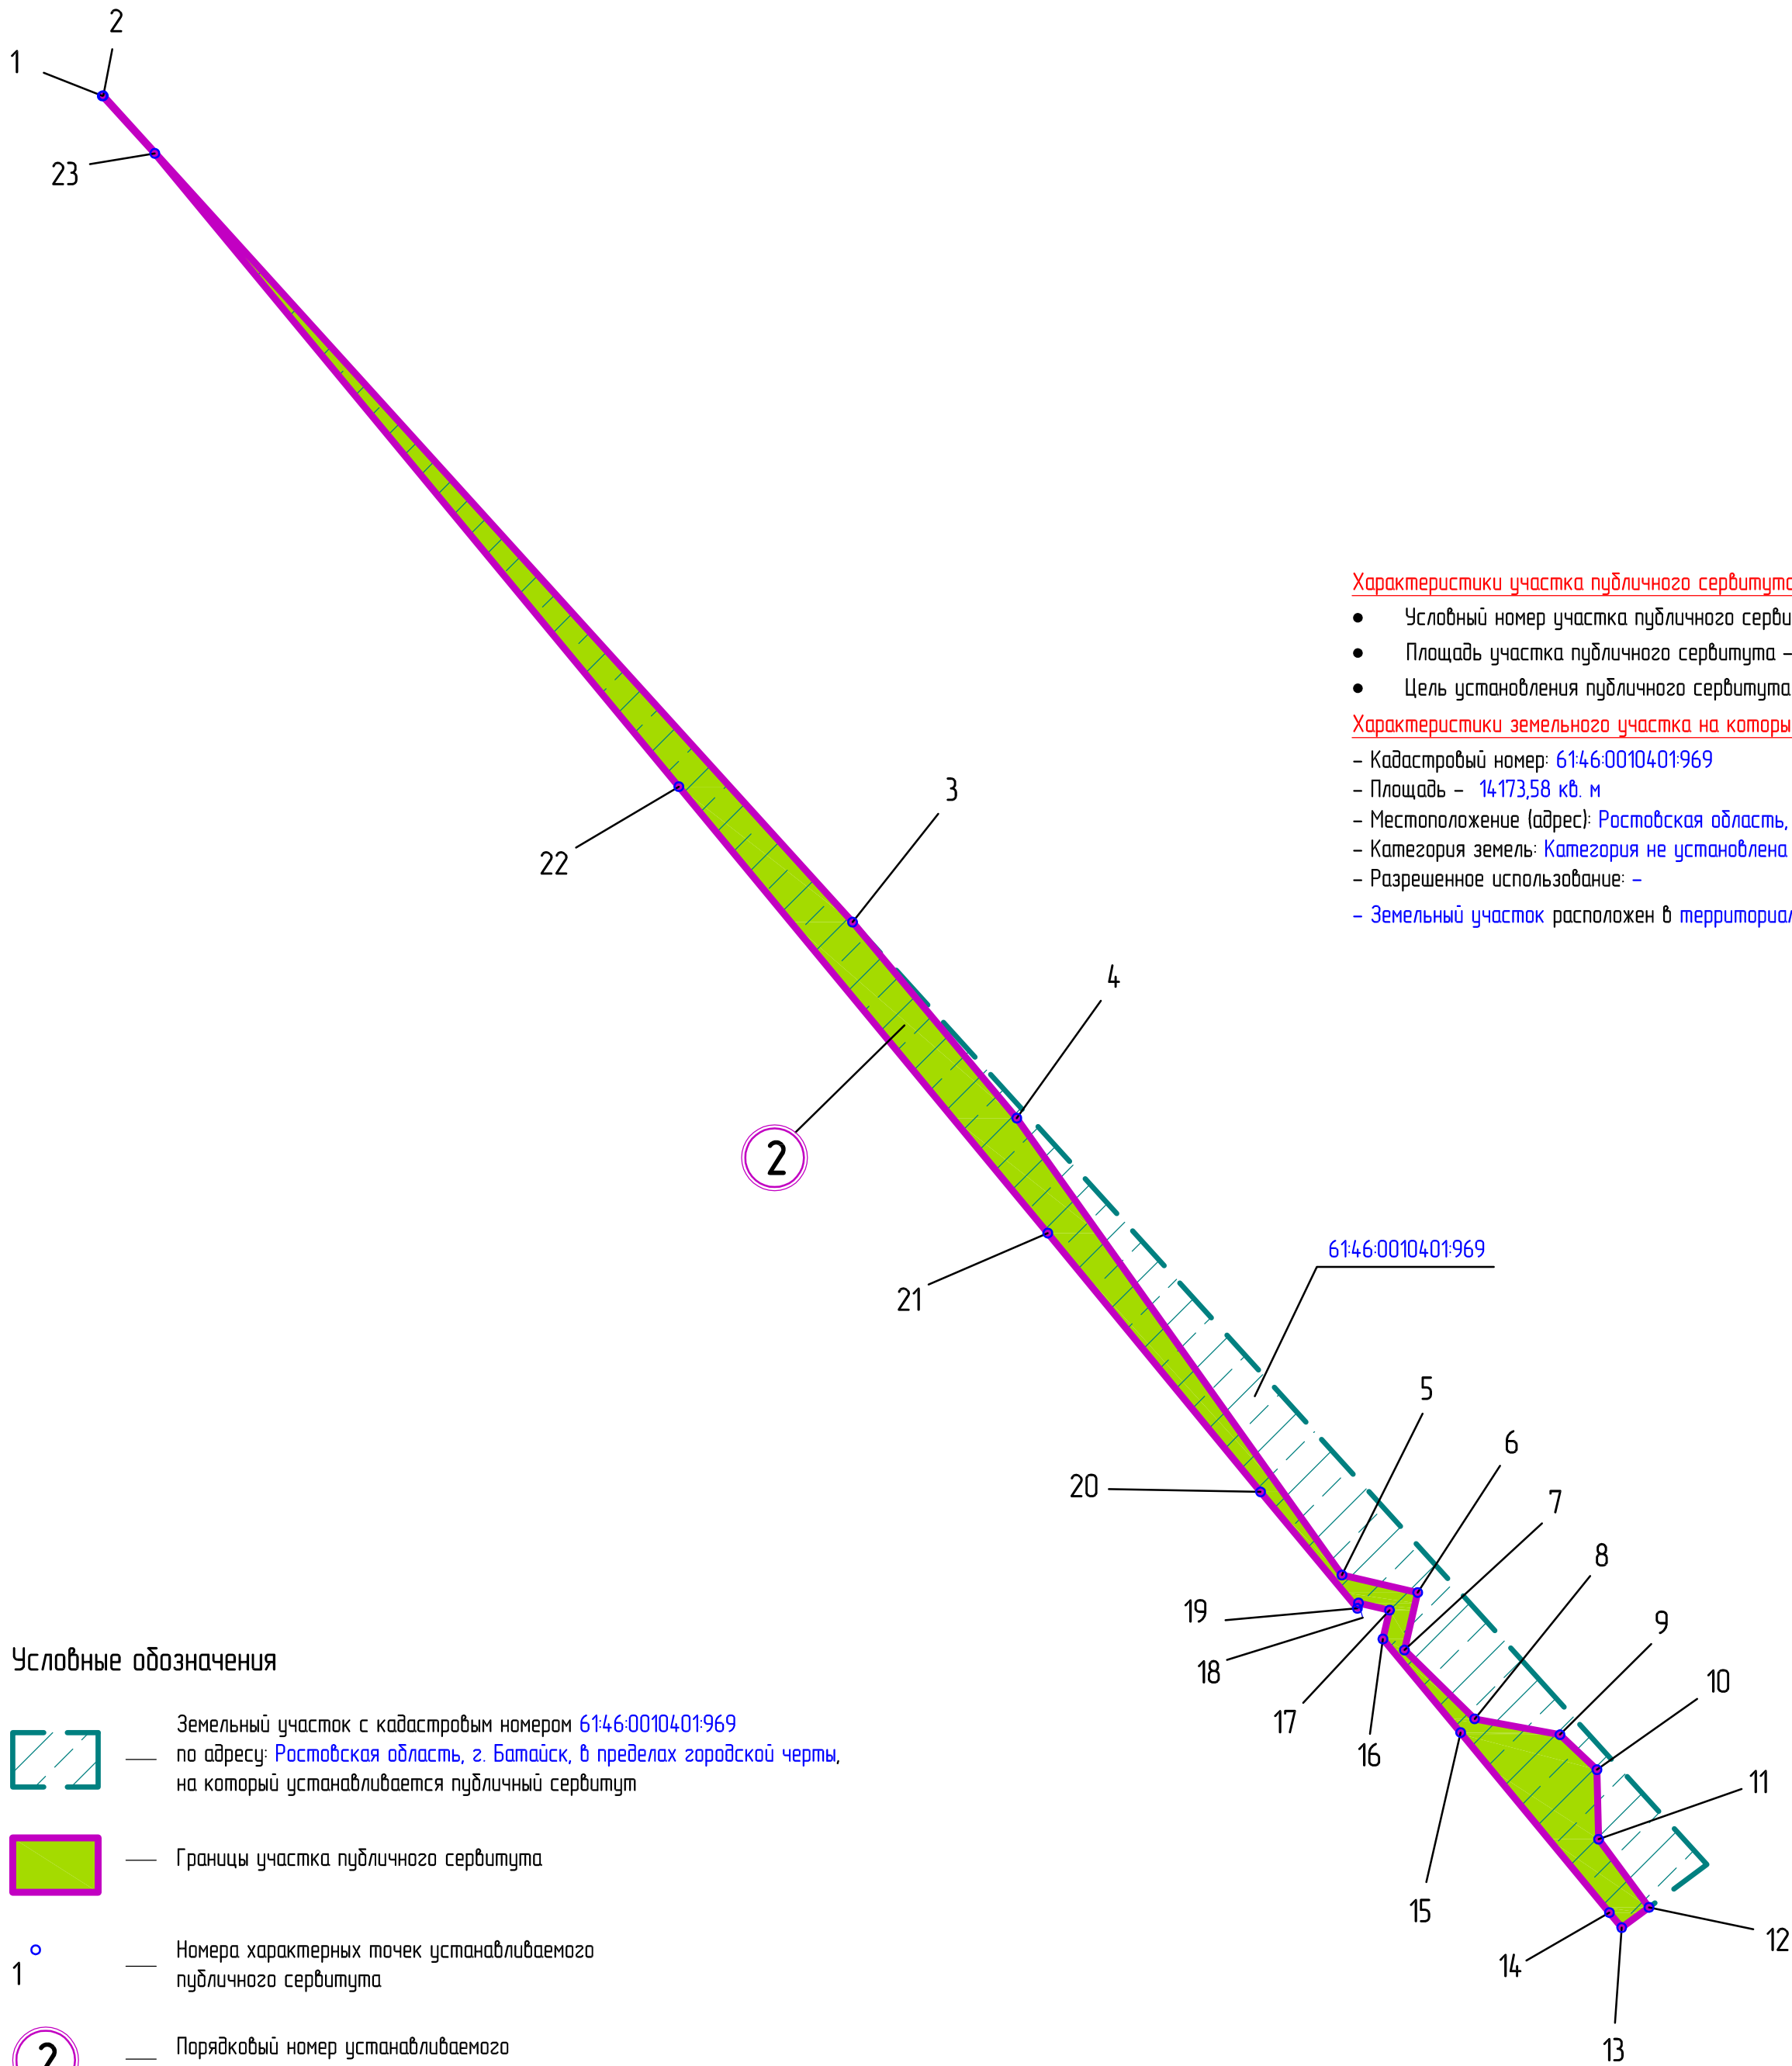 2
1
23
Характеристики участка публичного сервитута
Условный номер участка публичного
Площадь участка публичного сервитута –
Цель установления публичного сервитута
Характеристики земельного участка на
– Кадастровый номер: 61:46:0010401:969
– Площадь – 14173,58 кв. м
– Местоположение (адрес): Ростовская область,
– Категория земель: Категория не установлена
– Разрешенное использование: –
– Земельный участок расположен в
3
22
4
2
61:46:0010401:969
21
5
6
20
7
8
19
9
18
10
17
16
11
15
12
14
13
Условные обозначения
Земельный участок с кадастровым номером 61:46:0010401:969
по адресу: Ростовская область, г. Батайск, в пределах городской черты,
на который устанавливается публичный сервитут
Границы участка публичного сервитута
1
Номера характерных точек устанавливаемого
публичного сервитута
2
Порядковый номер устанавливаемого